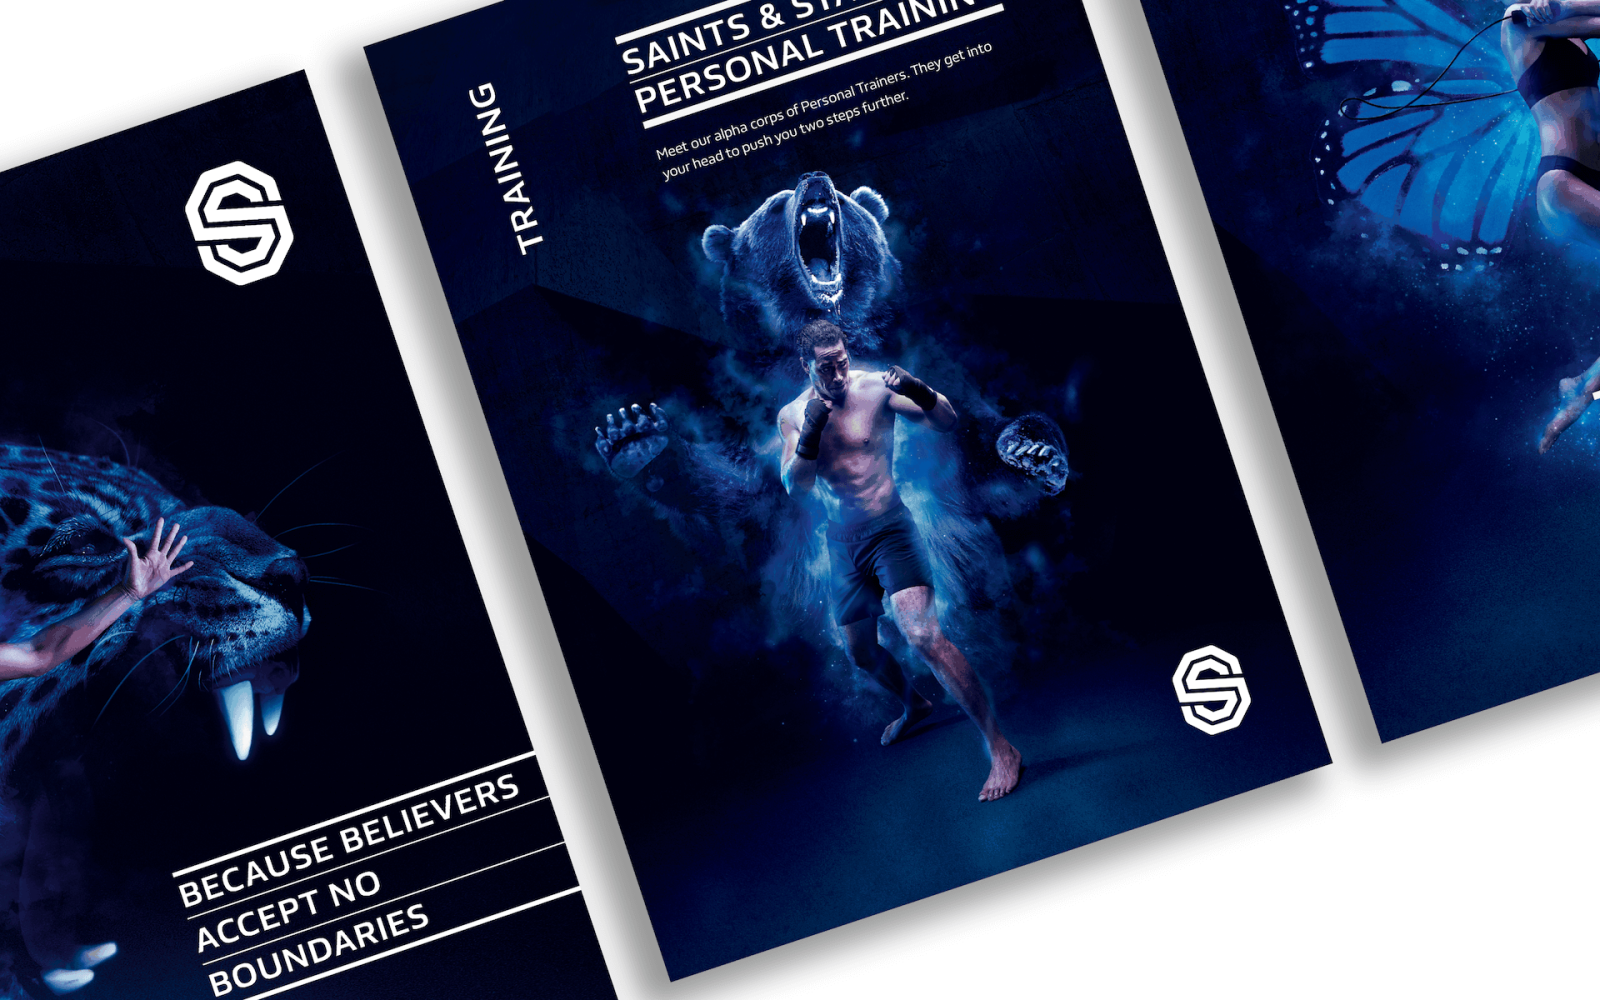 BECAUSE BELIEVERS
ACCEPT NO
BOUNDARIES
TRAINING
SAINTS &
PERSONAL TRAINING
Meet our alpha corps of Personal Trainers. They get into
your head to push you two steps further.